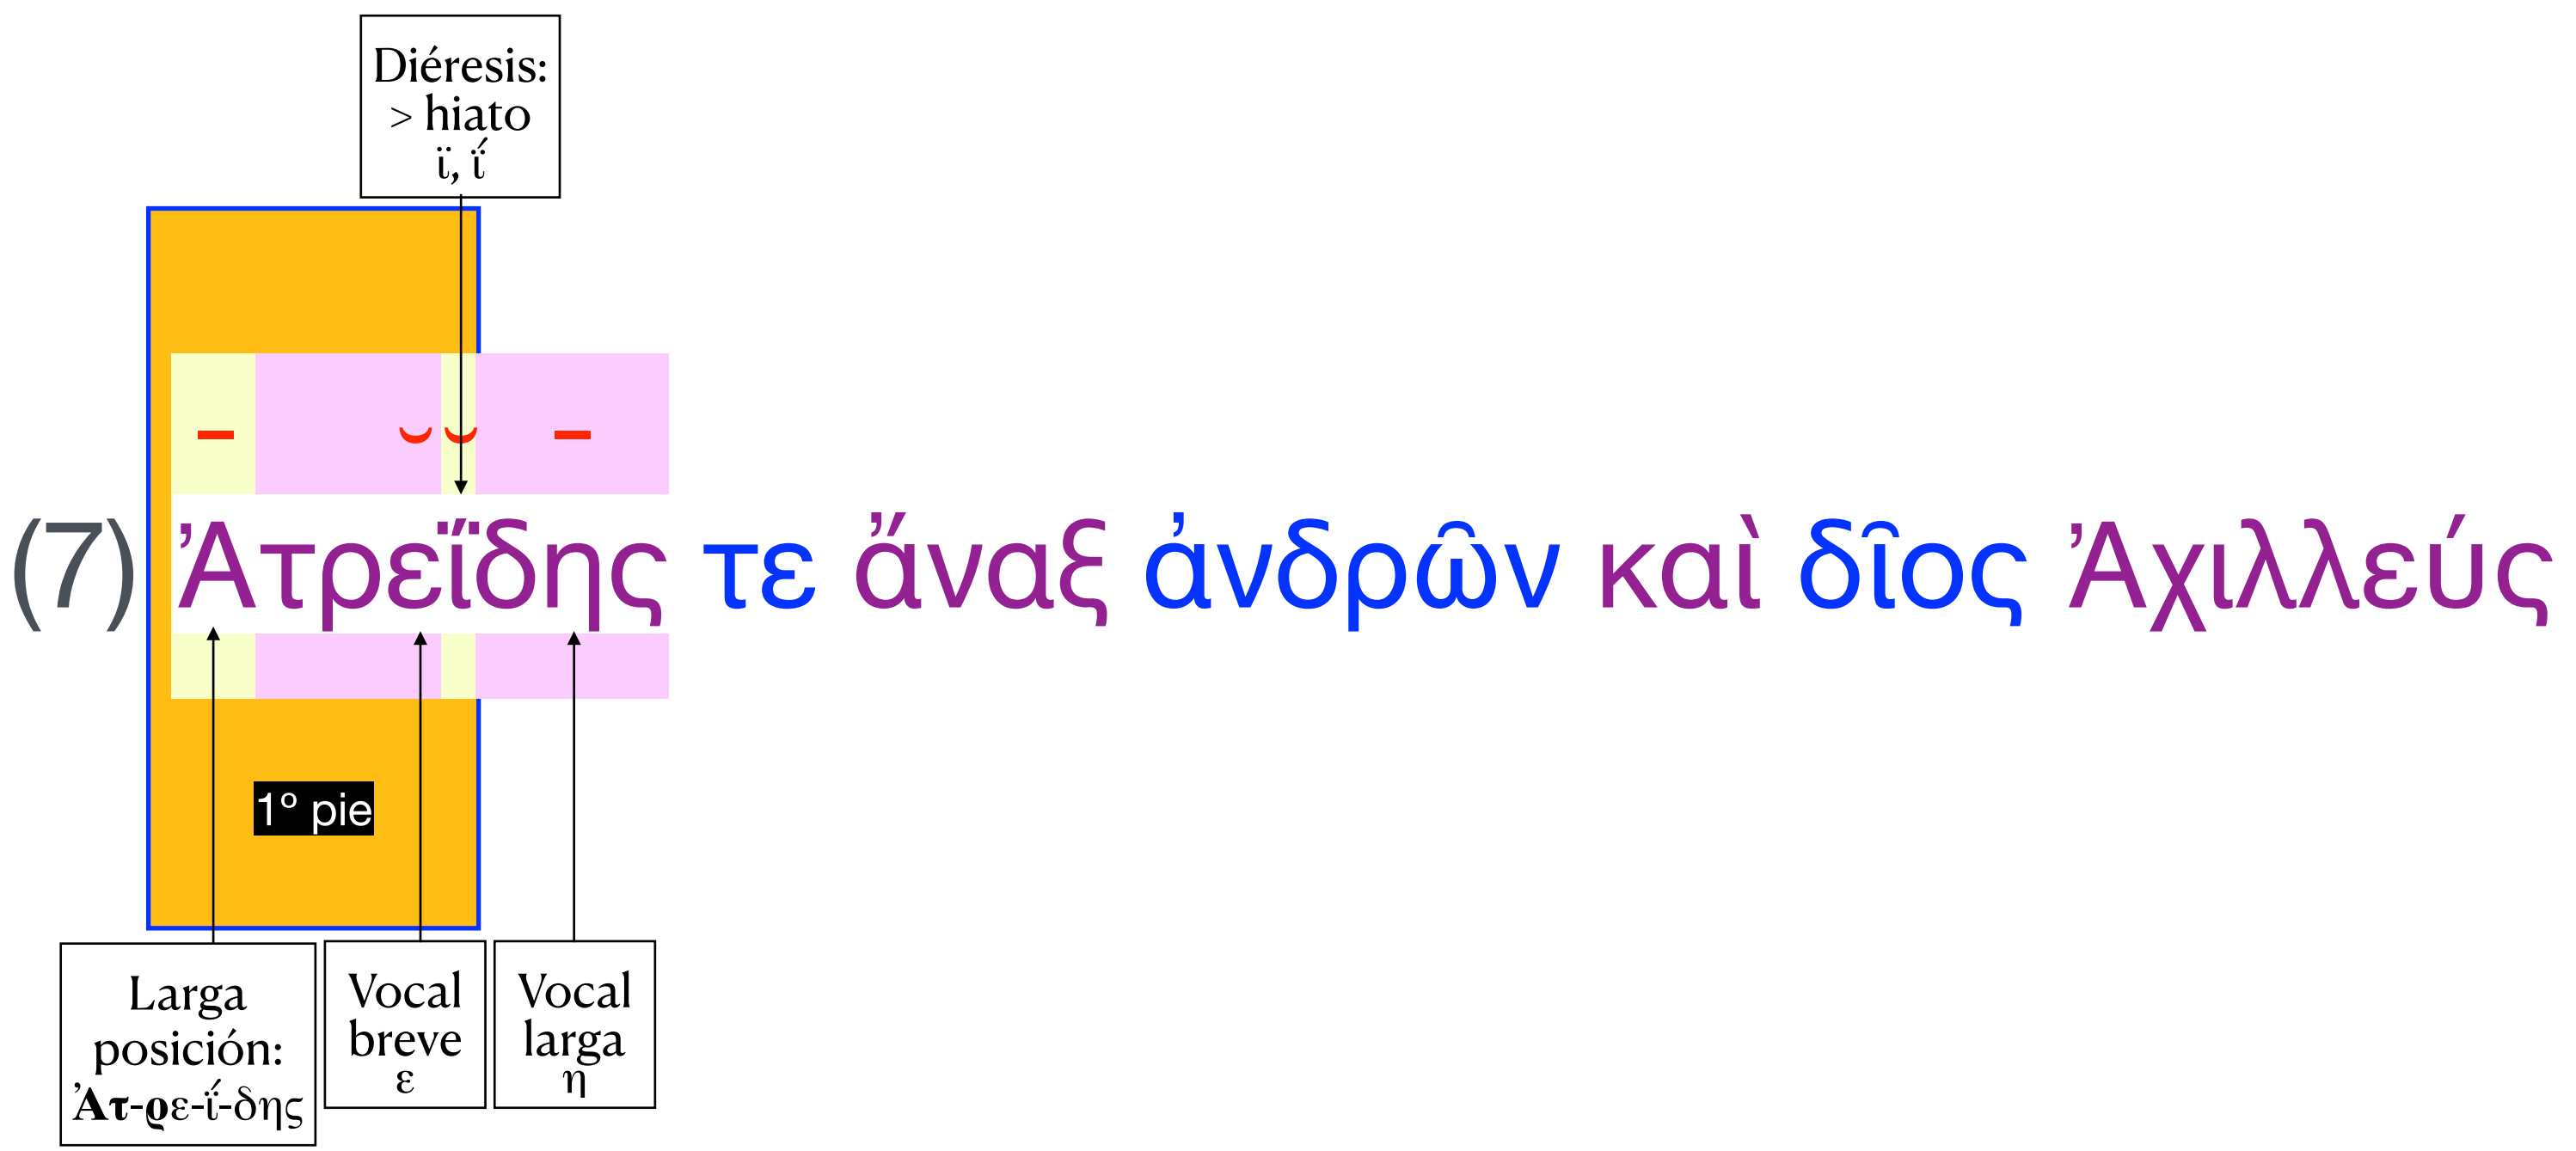 Diéresis:
> hiato
ϊ, ΐ
– ⏑ ⏑ –
(7) Ἀτρεΐδης τε ἄναξ ἀνδρῶν καὶ δῖος Ἀχιλλεύς
1º pie
Larga
posición:
Ἀτ-ρε-ΐ-δης
Vocal
breve
ε
Vocal
larga
η